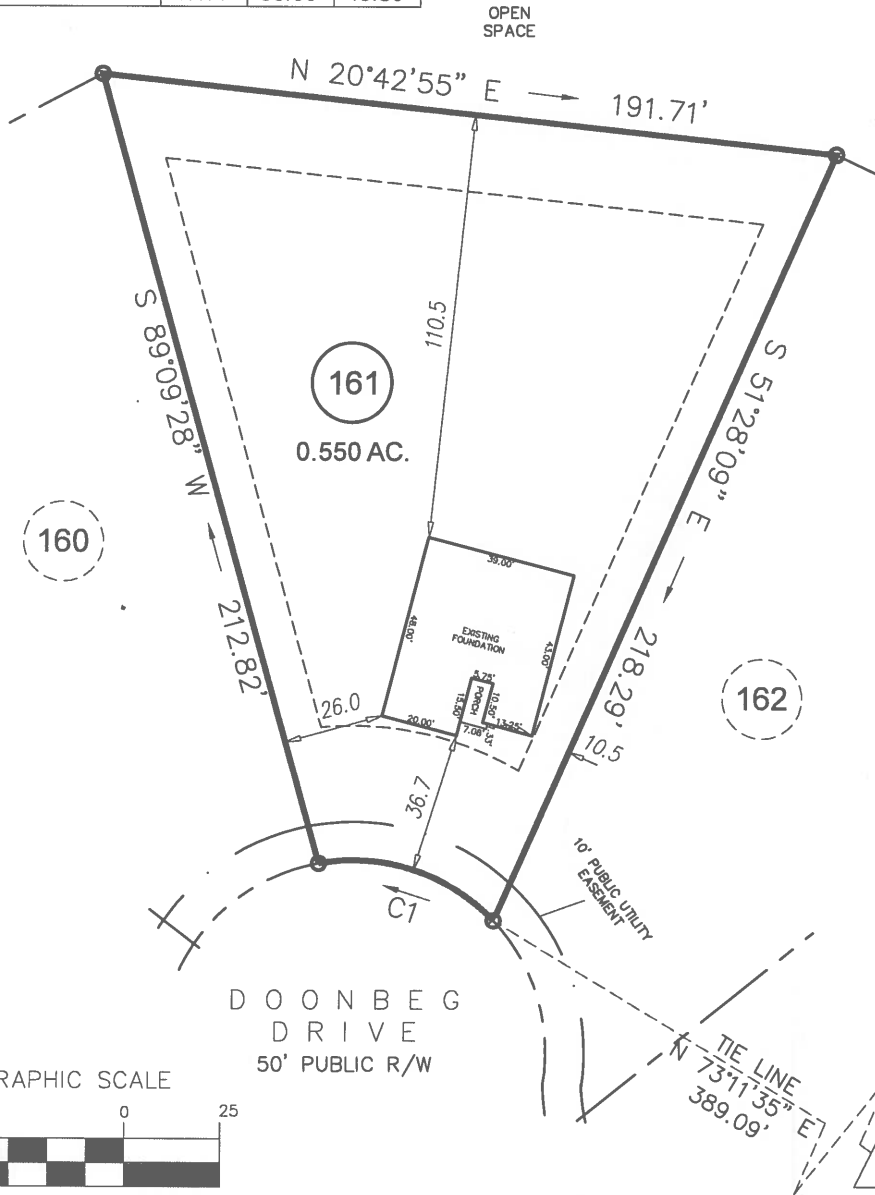 OPEN
SPACE
N 20°42'55" E
191.71'
S 89°09'28" W
212.82'
110.5
161
0.550 AC.
S 51°28'09" E
218.29'
160
162
39.00'
48.00'
EXISTING
FOUNDATION
43.00'
5.75'
PORCH
15.50'
10.50'
20.00'
7.08'
13.25'
26.0
10.5
36.7
C1
10' PUBLIC UTILITY
EASEMENT
DOONBEG
DRIVE
50' PUBLIC R/W
TIE LINE
N 73°11'35" E
389.09'
RAPHIC SCALE
0
25